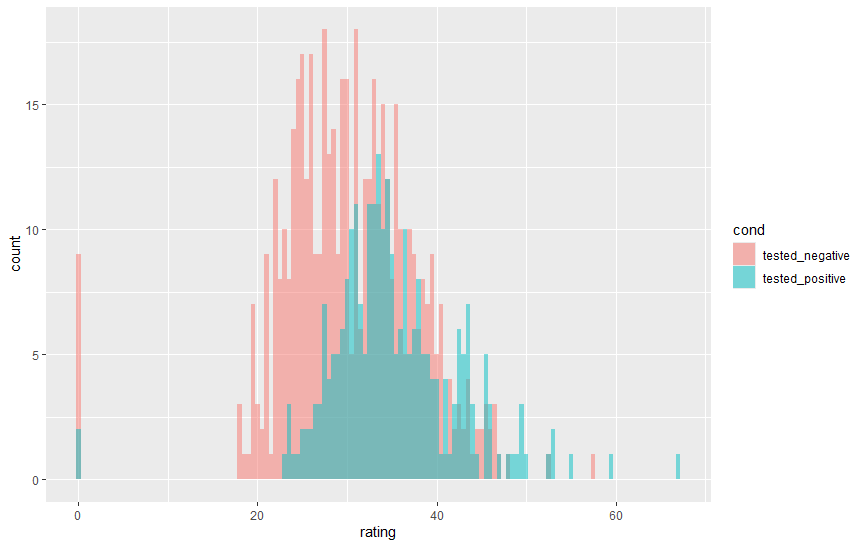 15
10
5
0
count
0 20 40 60
rating
cond
tested_negative
tested_positive